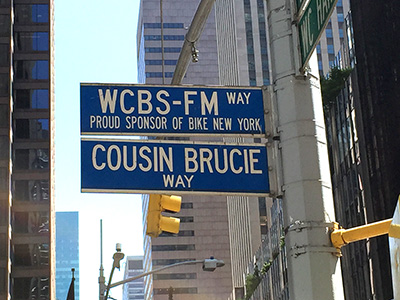 WCBS-FM WAY
PROUD SPONSOR OF BIKE NEW YORK
COUSIN BRUCIE
WAY